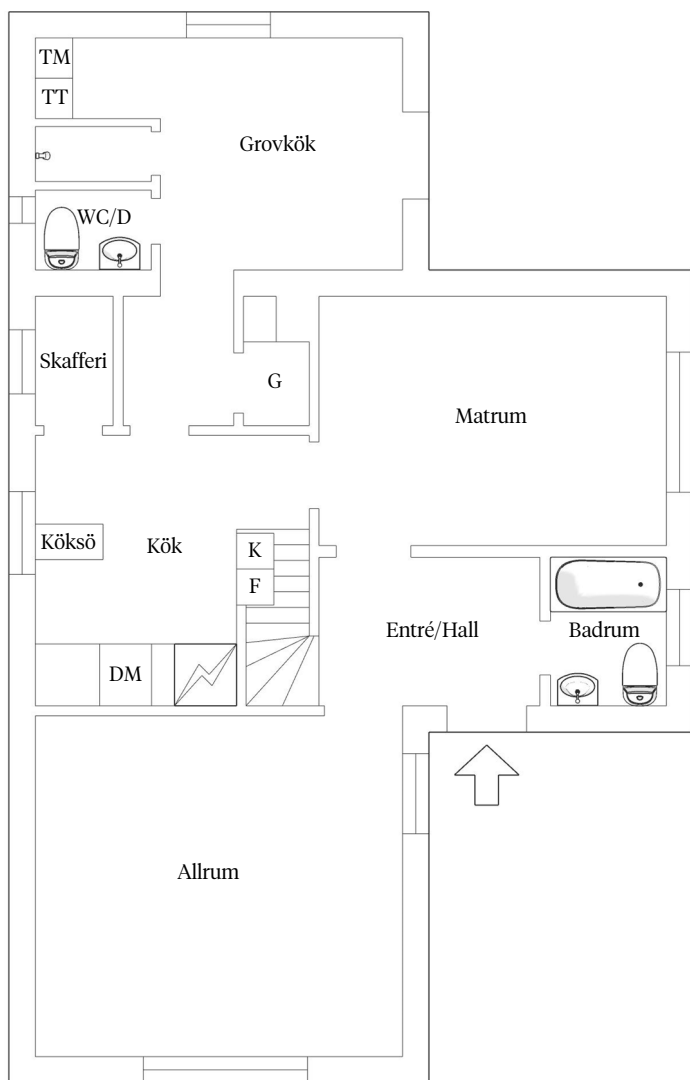 TM
TT
Grovkök
WC/D
Skafferi
G
Matrum
Köksö
Kök
K
F
Entré/Hall
Badrum
DM
Allrum